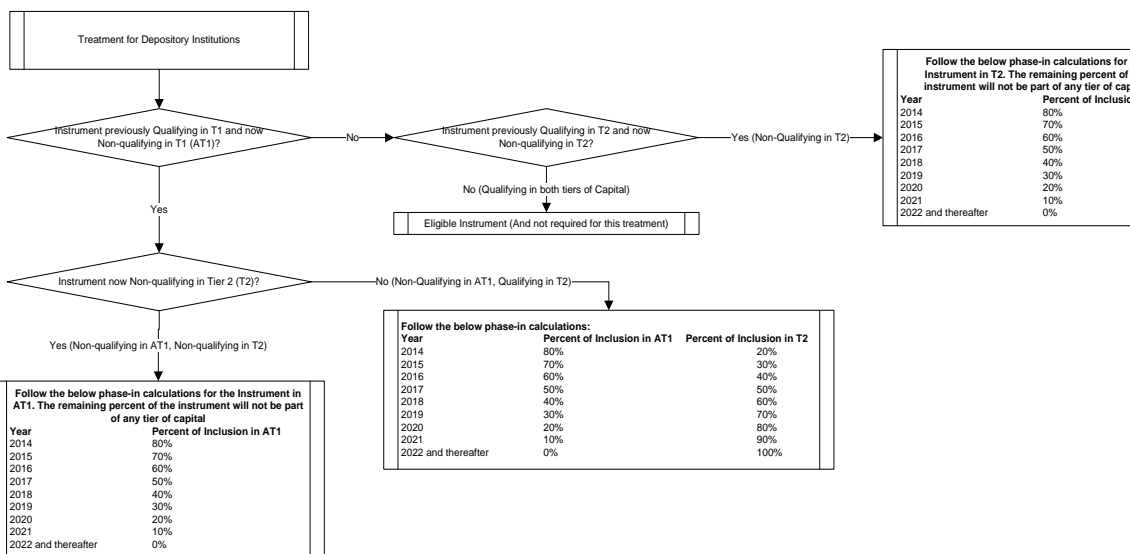 Treatment for Depository Institutions
Instrument previously Qualifying in T1 and now
Non-qualifying in T1 (AT1)?
No
Instrument previously Qualifying in T2 and now
Non-qualifying in T2?
Yes (Non-Qualifying in T2)
Follow the below phase-in calculations for
Instrument in T2. The remaining percent of
instrument will not be part of any tier of
Year Percent of
2014 80%
2015 70%
2016 60%
2017 50%
2018 40%
2019 30%
2020 20%
2021 10%
2022 and thereafter 0%
No (Qualifying in both tiers of Capital)
Eligible Instrument (And not required for this treatment)
Yes
Instrument now Non-qualifying in Tier 2 (T2)?
No (Non-Qualifying in AT1, Qualifying in T2)
Follow the below phase-in calculations:
Year Percent of Inclusion in AT1 Percent of Inclusion in T2
2014 80% 20%
2015 70% 30%
2016 60% 40%
2017 50% 50%
2018 40% 60%
2019 30% 70%
2020 20% 80%
2021 10% 90%
2022 and thereafter 0% 100%
Yes (Non-qualifying in AT1, Non-qualifying in T2)
Follow the below phase-in calculations for the Instrument in
AT1. The remaining percent of the instrument will not be part
of any tier of capital
Year Percent of Inclusion in AT1
2014 80%
2015 70%
2016 60%
2017 50%
2018 40%
2019 30%
2020 20%
2021 10%
2022 and thereafter 0%